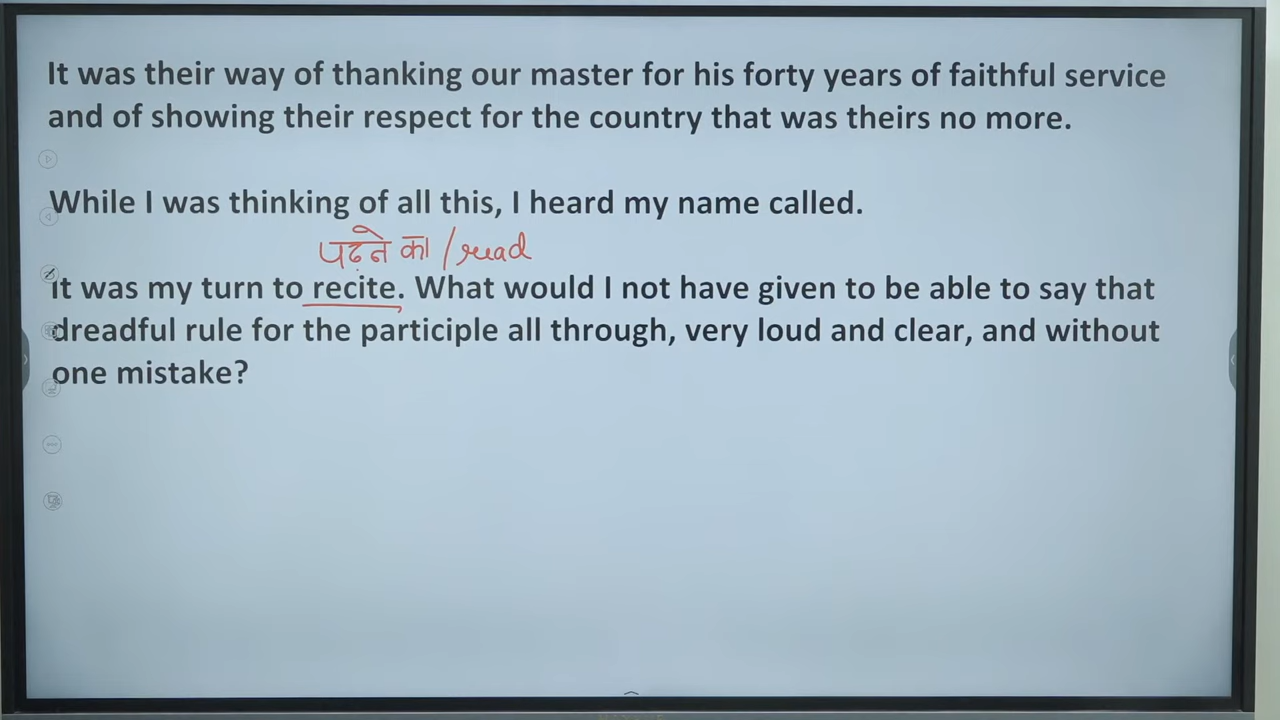 It was their way of thanking our master for his forty years of faithful service
and of showing their respect for the country that was theirs no more.
While I was thinking of all this, I heard my name called.
पढने का / read
It was my turn to recite. What would I not have given to be able to say that
dreadful rule for the participle all through, very loud and clear, and without
one mistake?